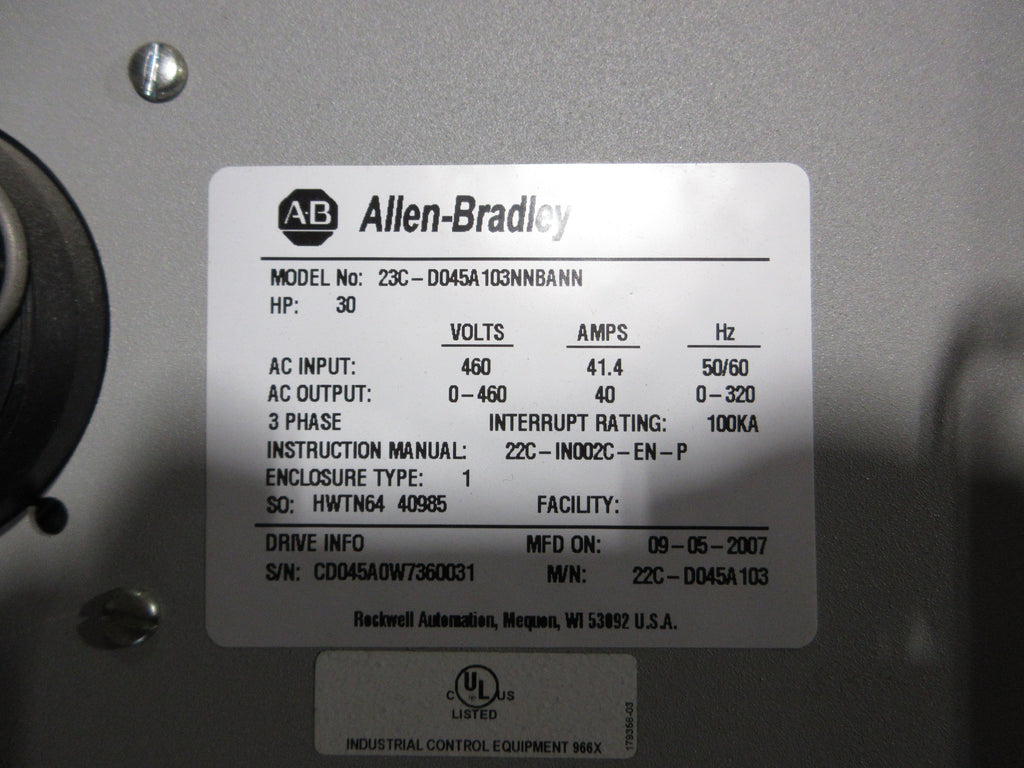 A-B Allen-Bradley
MODEL No: 23C-D045A103NNBANN
HP: 30
VOLTS AMPS Hz
AC INPUT: 460 41.4 50/60
AC OUTPUT: 0-460 40 0-320
3 PHASE INTERRUPT RATING: 100KA
INSTRUCTION MANUAL: 22C-IN002C-EN-P
ENCLOSURE TYPE: 1
SO: HWTN64 40985 FACILITY:
DRIVE INFO MFD ON: 09-05-2007
S/N: CD045A0W7360031 M/N: 22C-D045A103
Rockwell Automation, Mequon, WI 53092 U.S.A.
C UL US
LISTED
INDUSTRIAL CONTROL EQUIPMENT 966X
179356-03